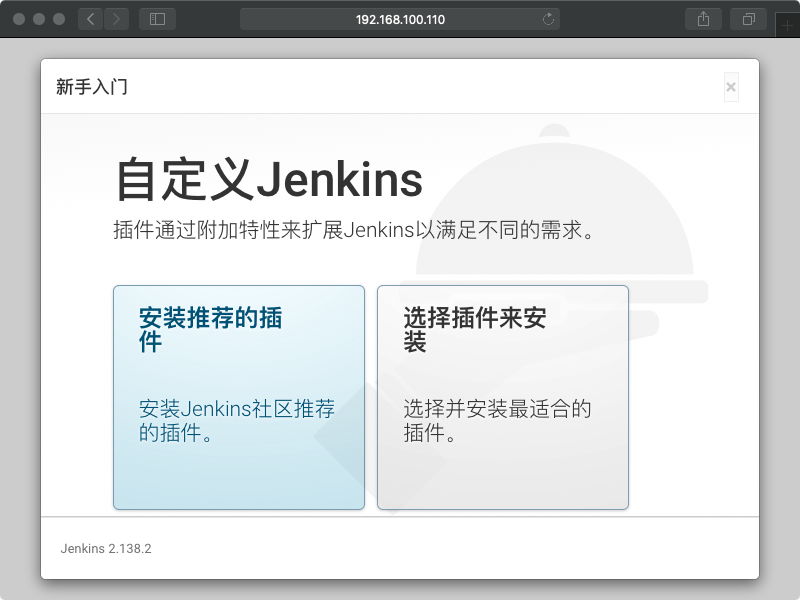 192.168.100.110
新手入门
×
自定义Jenkins
插件通过附加特性来扩展Jenkins以满足不同的需求。
安装推荐的插
件
安装Jenkins社区推荐
的插件。
选择插件来安
装
选择并安装最适合的
插件。
Jenkins 2.138.2